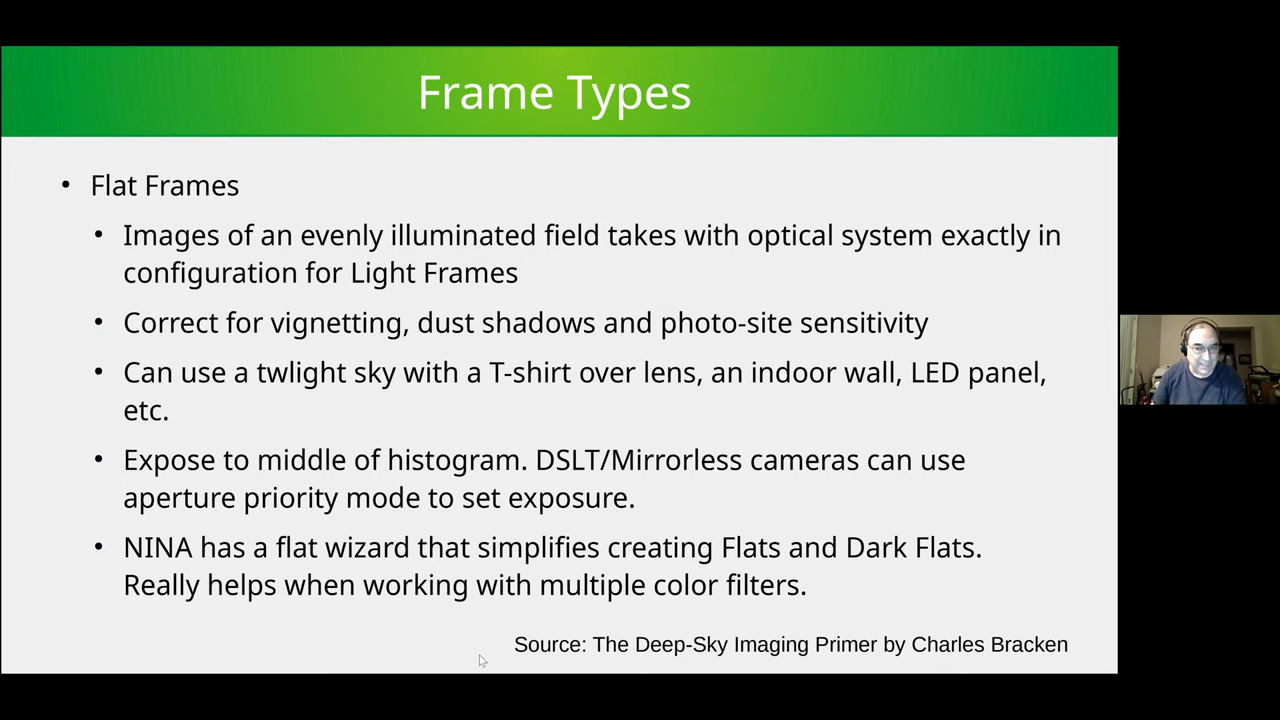 Frame Types
• Flat Frames
• Images of an evenly illuminated field takes with optical system exactly in
configuration for Light Frames
• Correct for vignetting, dust shadows and photo-site sensitivity
• Can use a twlight sky with a T-shirt over lens, an indoor wall, LED panel,
etc.
• Expose to middle of histogram. DSLT/Mirrorless cameras can use
aperture priority mode to set exposure.
• NINA has a flat wizard that simplifies creating Flats and Dark Flats.
Really helps when working with multiple color filters.
Source: The Deep-Sky Imaging Primer by Charles Bracken